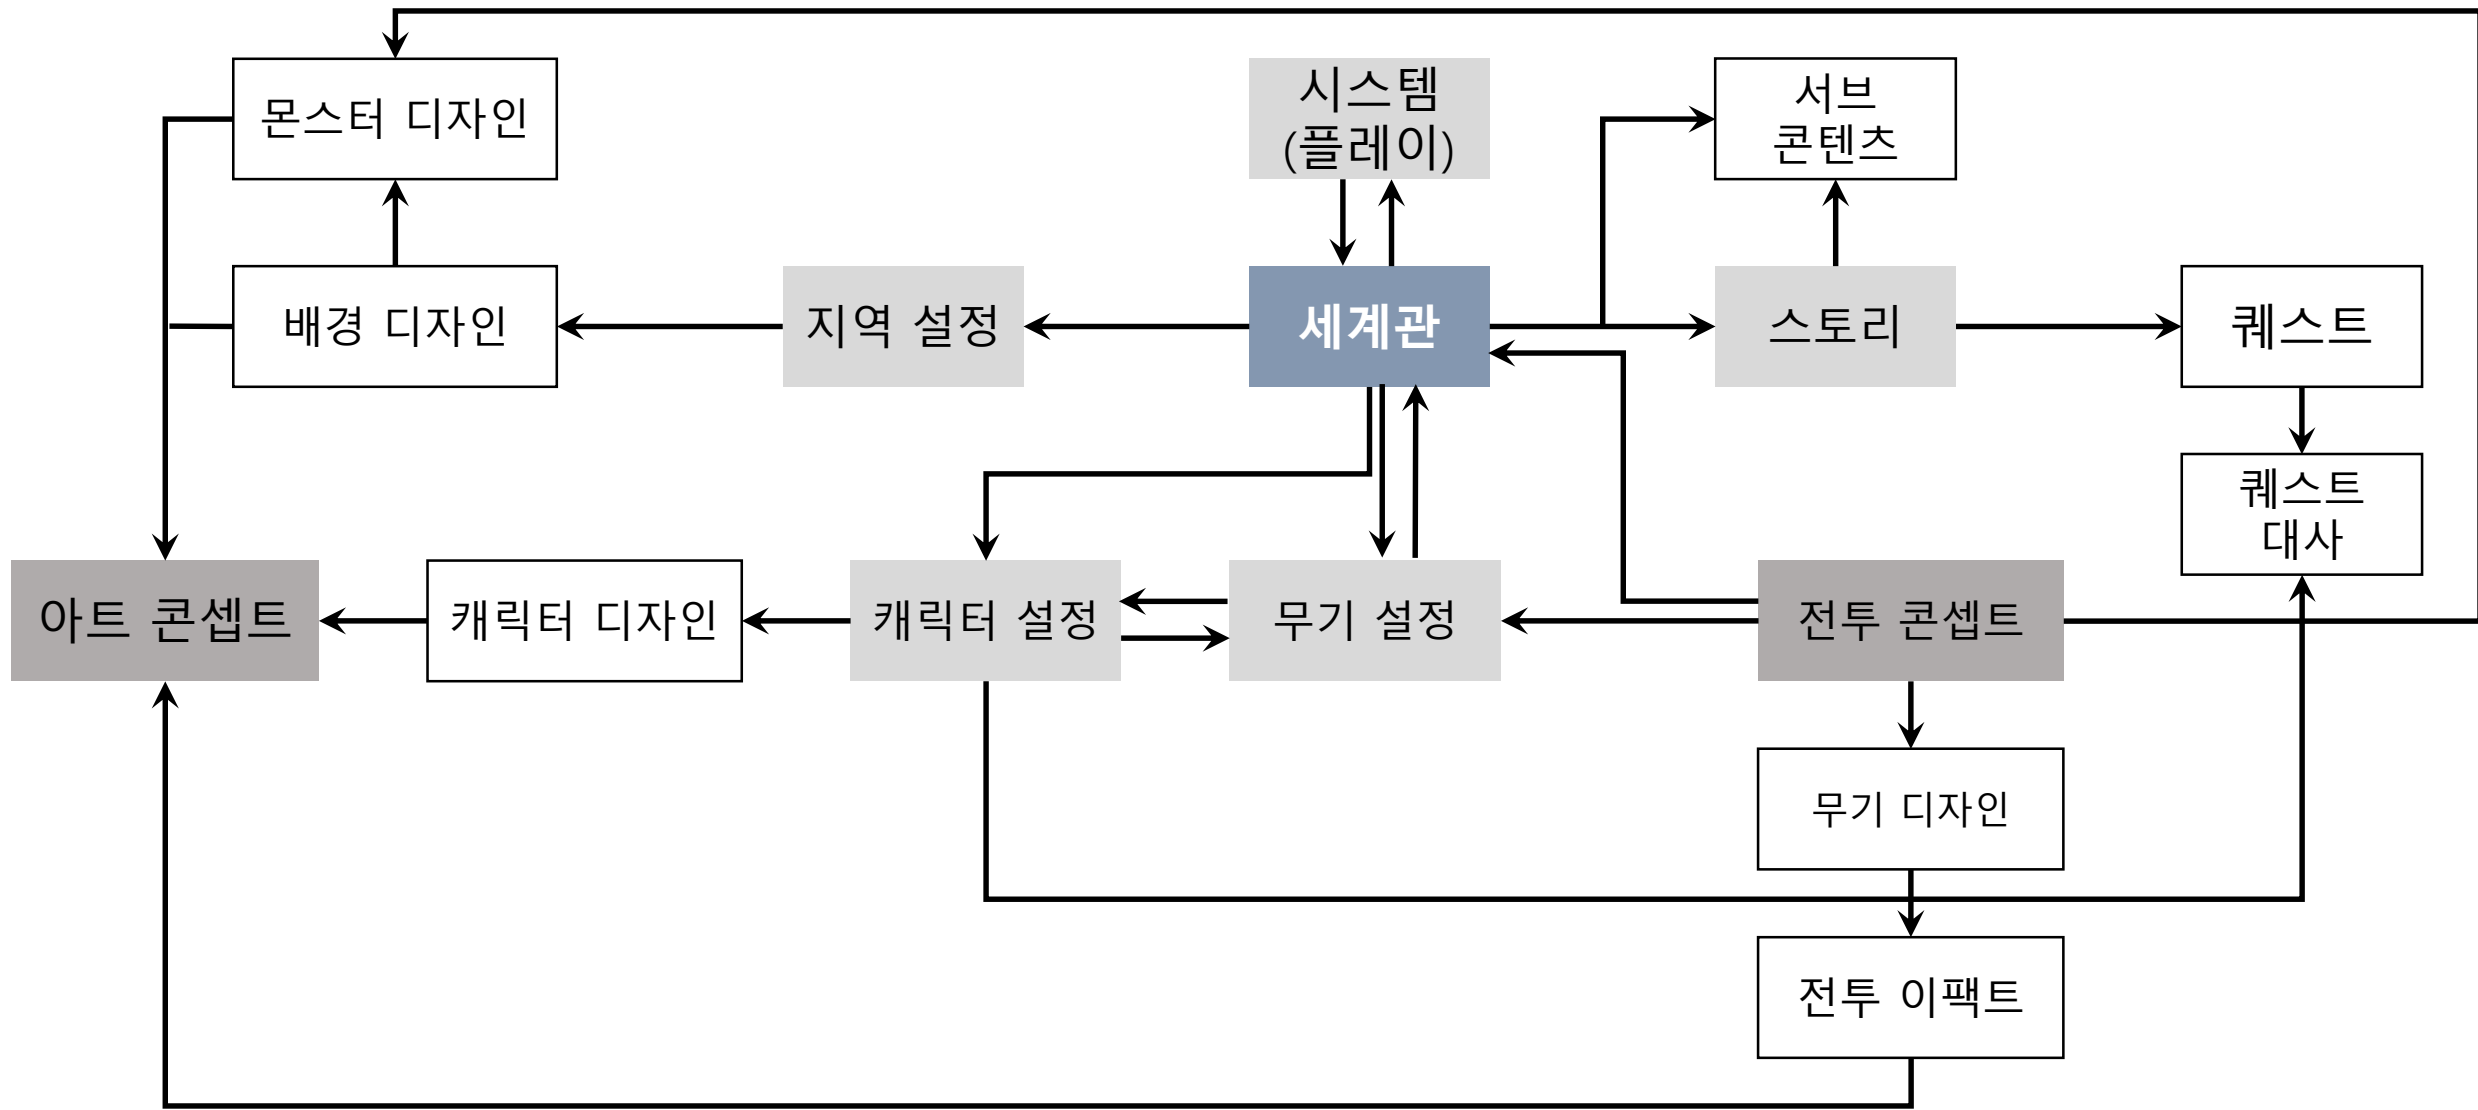 몬스터 디자인
시스템
(플레이)
서브
콘텐츠
배경 디자인
지역 설정
세계관
스토리
퀘스트
퀘스트
대사
아트 콘셉트
캐릭터 디자인
캐릭터 설정
무기 설정
전투 콘셉트
무기 디자인
전투 이팩트